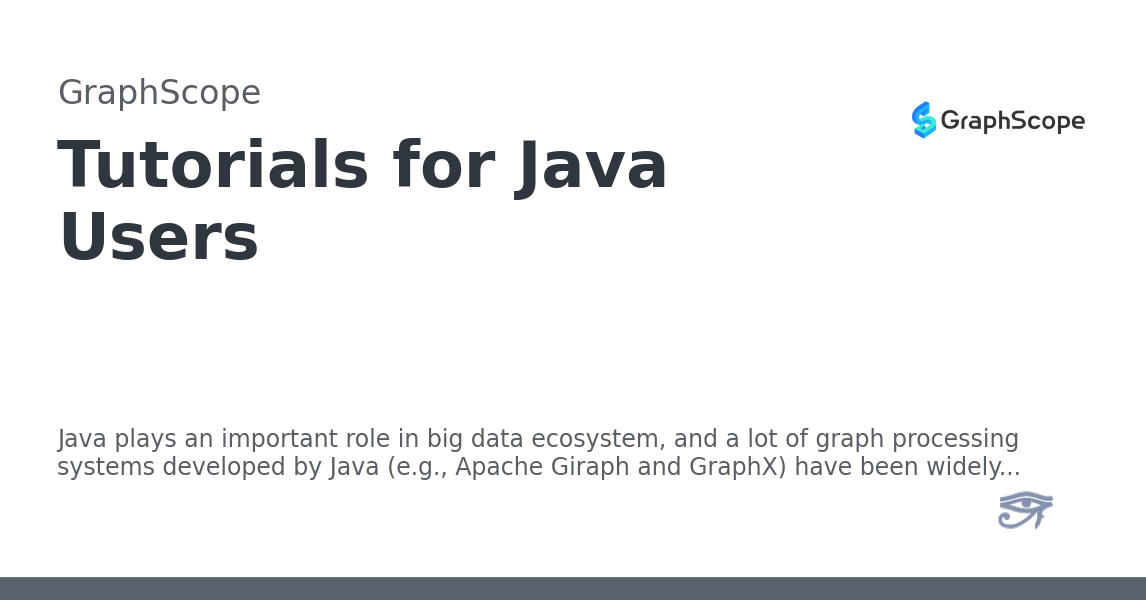 GraphScope
GraphScope
Tutorials for Java
Users
Java plays an important role in big data ecosystem, and a lot of graph processing
systems developed by Java (e.g., Apache Giraph and GraphX) have been widely...